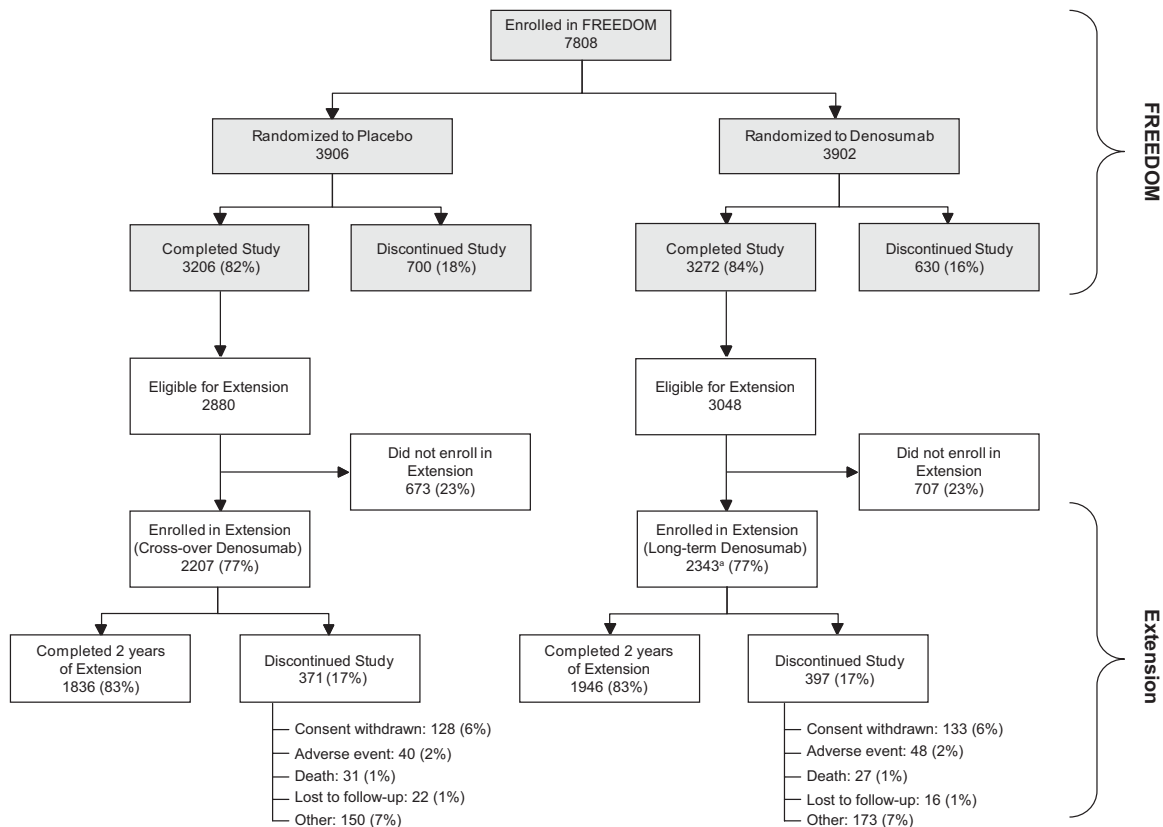 Enrolled in FREEDOM
7808
Randomized to Placebo
3906
Randomized to Denosumab
3902
Completed Study
3206 (82%)
Discontinued Study
700 (18%)
Completed Study
3272 (84%)
Discontinued Study
630 (16%)
FREEDOM
Eligible for Extension
2880
Eligible for Extension
3048
Did not enroll in
Extension
673 (23%)
Did not enroll in
Extension
707 (23%)
Enrolled in Extension
(Cross-over Denosumab)
2207 (77%)
Enrolled in Extension
(Long-term Denosumab)
2343ᵃ (77%)
Completed 2 years
of Extension
1836 (83%)
Discontinued Study
371 (17%)
Consent withdrawn: 128 (6%)
Adverse event: 40 (2%)
Death: 31 (1%)
Lost to follow-up: 22 (1%)
Other: 150 (7%)
Completed 2 years
of Extension
1946 (83%)
Discontinued Study
397 (17%)
Consent withdrawn: 133 (6%)
Adverse event: 48 (2%)
Death: 27 (1%)
Lost to follow-up: 16 (1%)
Other: 173 (7%)
Extension